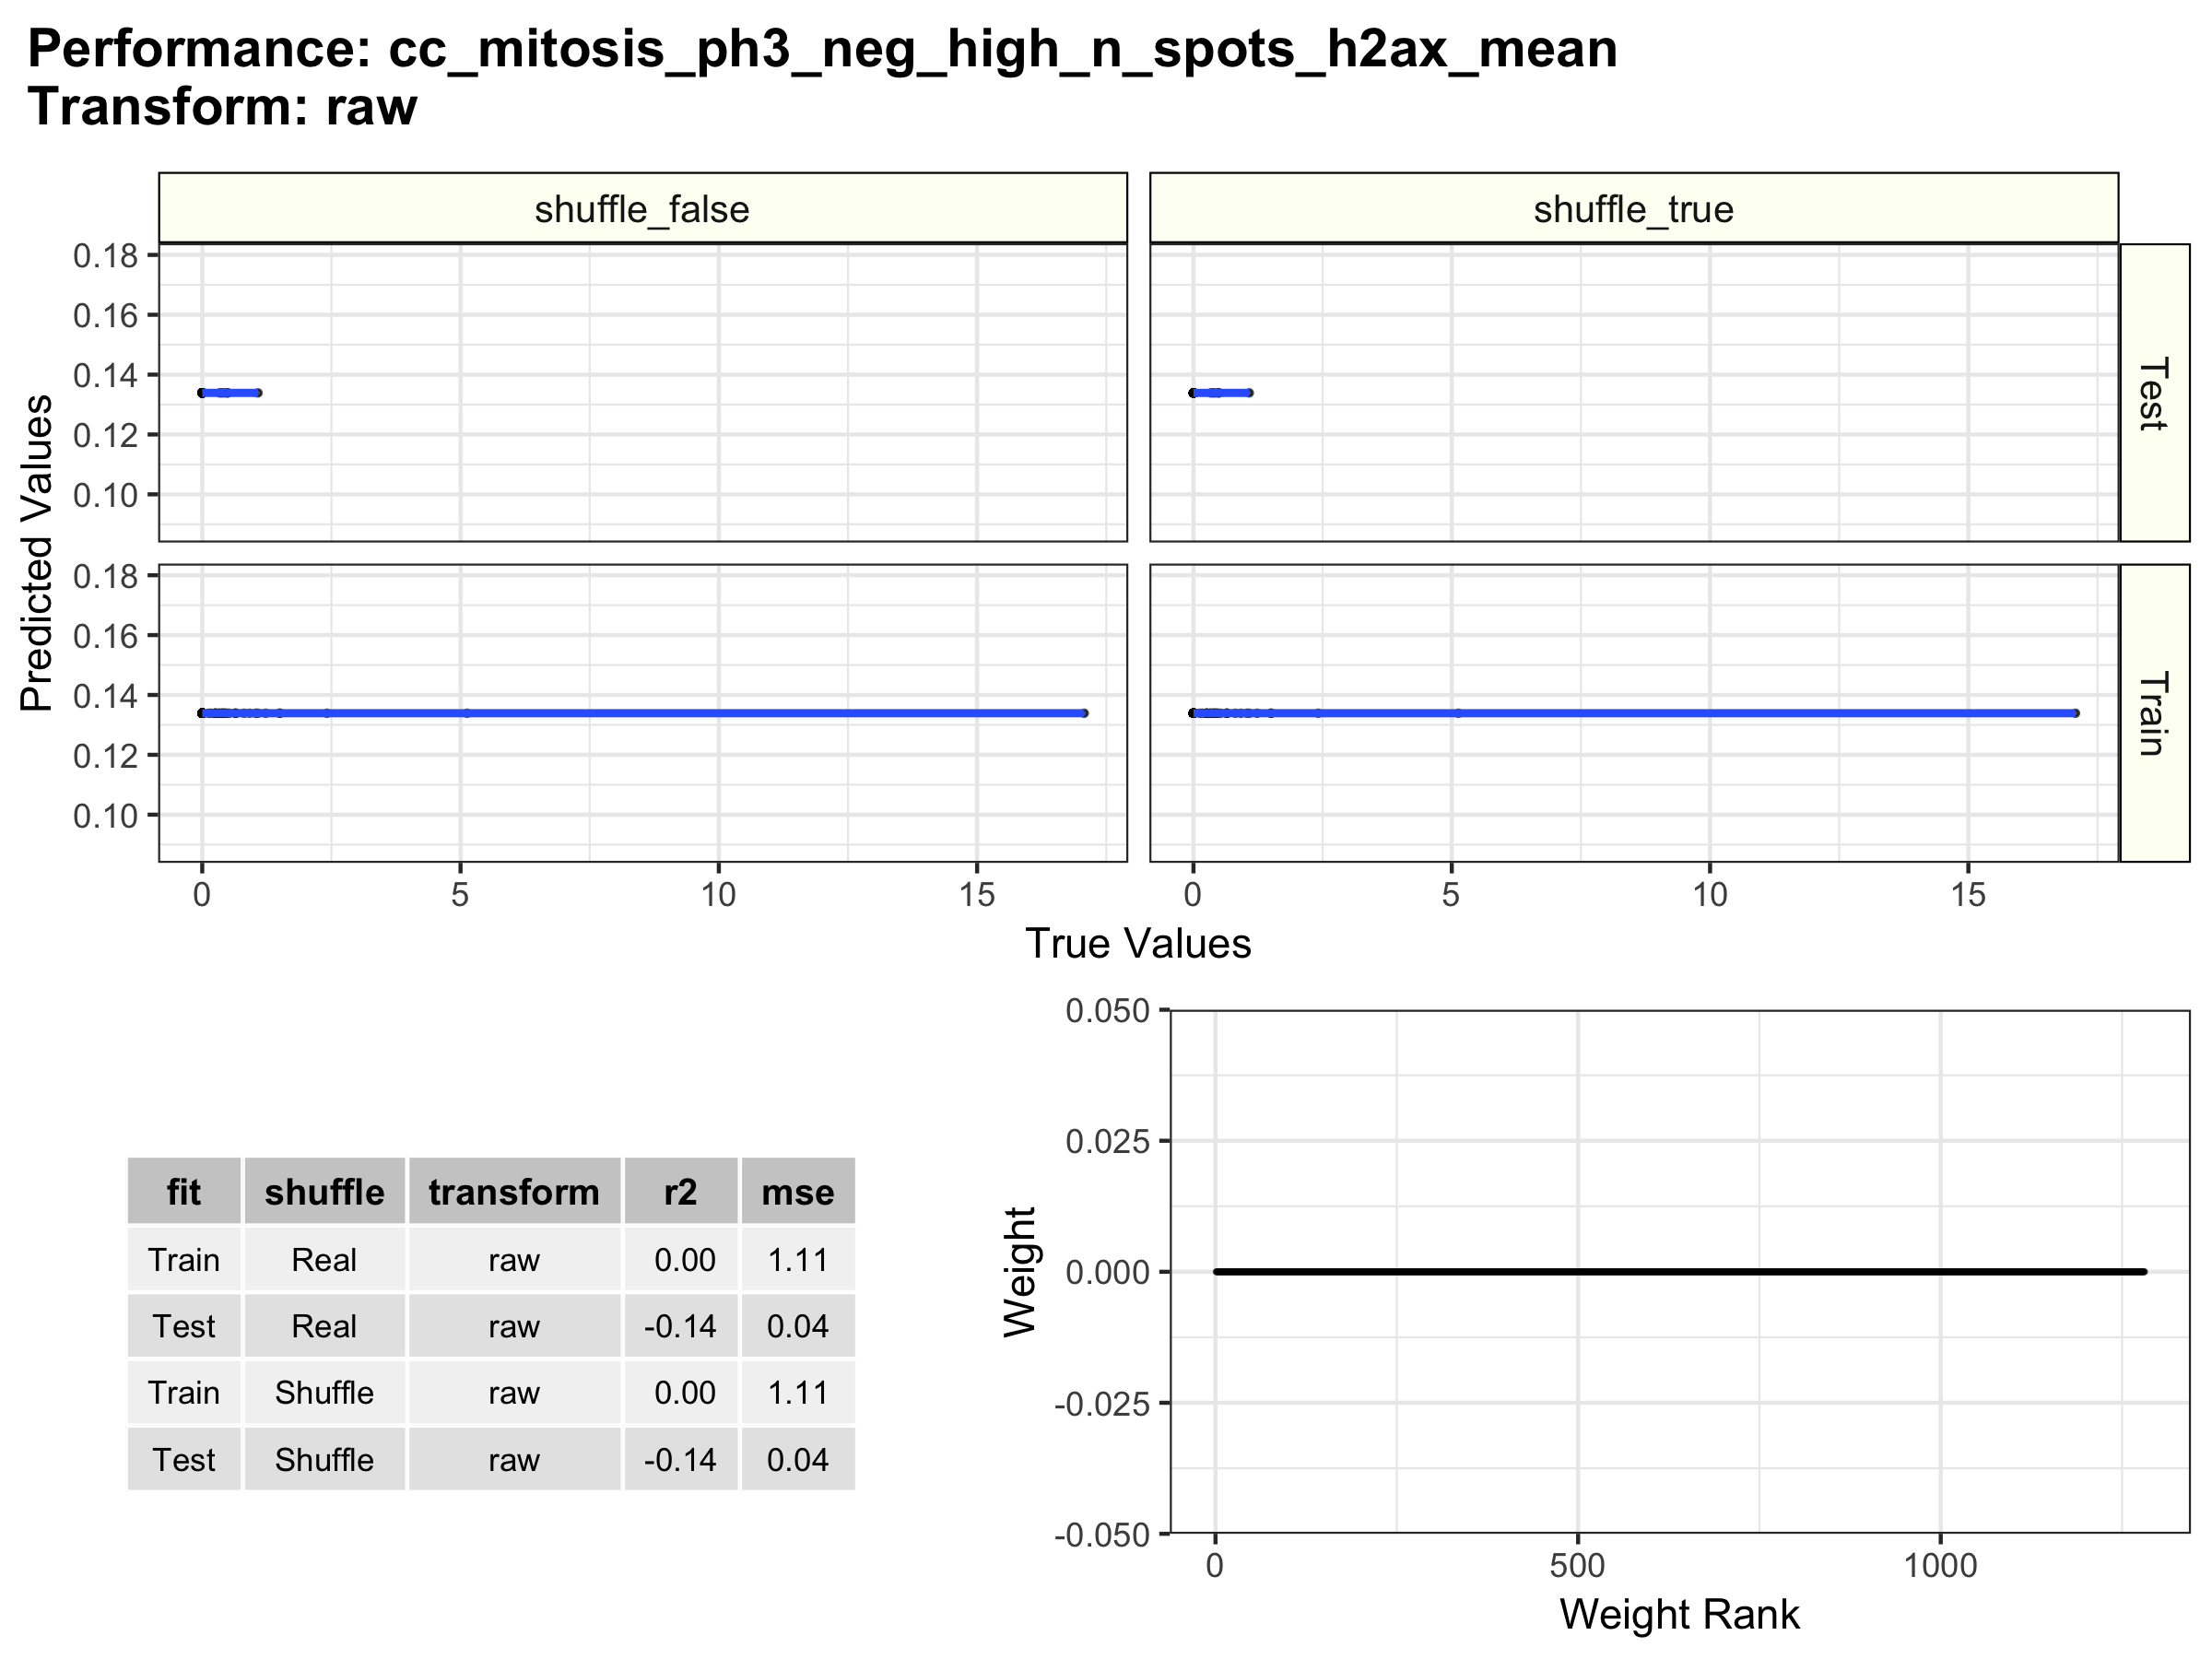 Performance: cc_mitosis_ph3_neg_high_n_spots_h2ax_mean
Transform: raw
shuffle_false
shuffle_true
0.18
0.16
0.14
0.12
0.10
Test
0.18
0.16
0.14
0.12
0.10
Train
Predicted Values
0 5 10 15
0 5 10 15
True Values
fit shuffle transform r2 mse
Train Real raw 0.00 1.11
Test Real raw -0.14 0.04
Train Shuffle raw 0.00 1.11
Test Shuffle raw -0.14 0.04
0.050
0.025
0.000
-0.025
-0.050
Weight
0 500 1000
Weight Rank